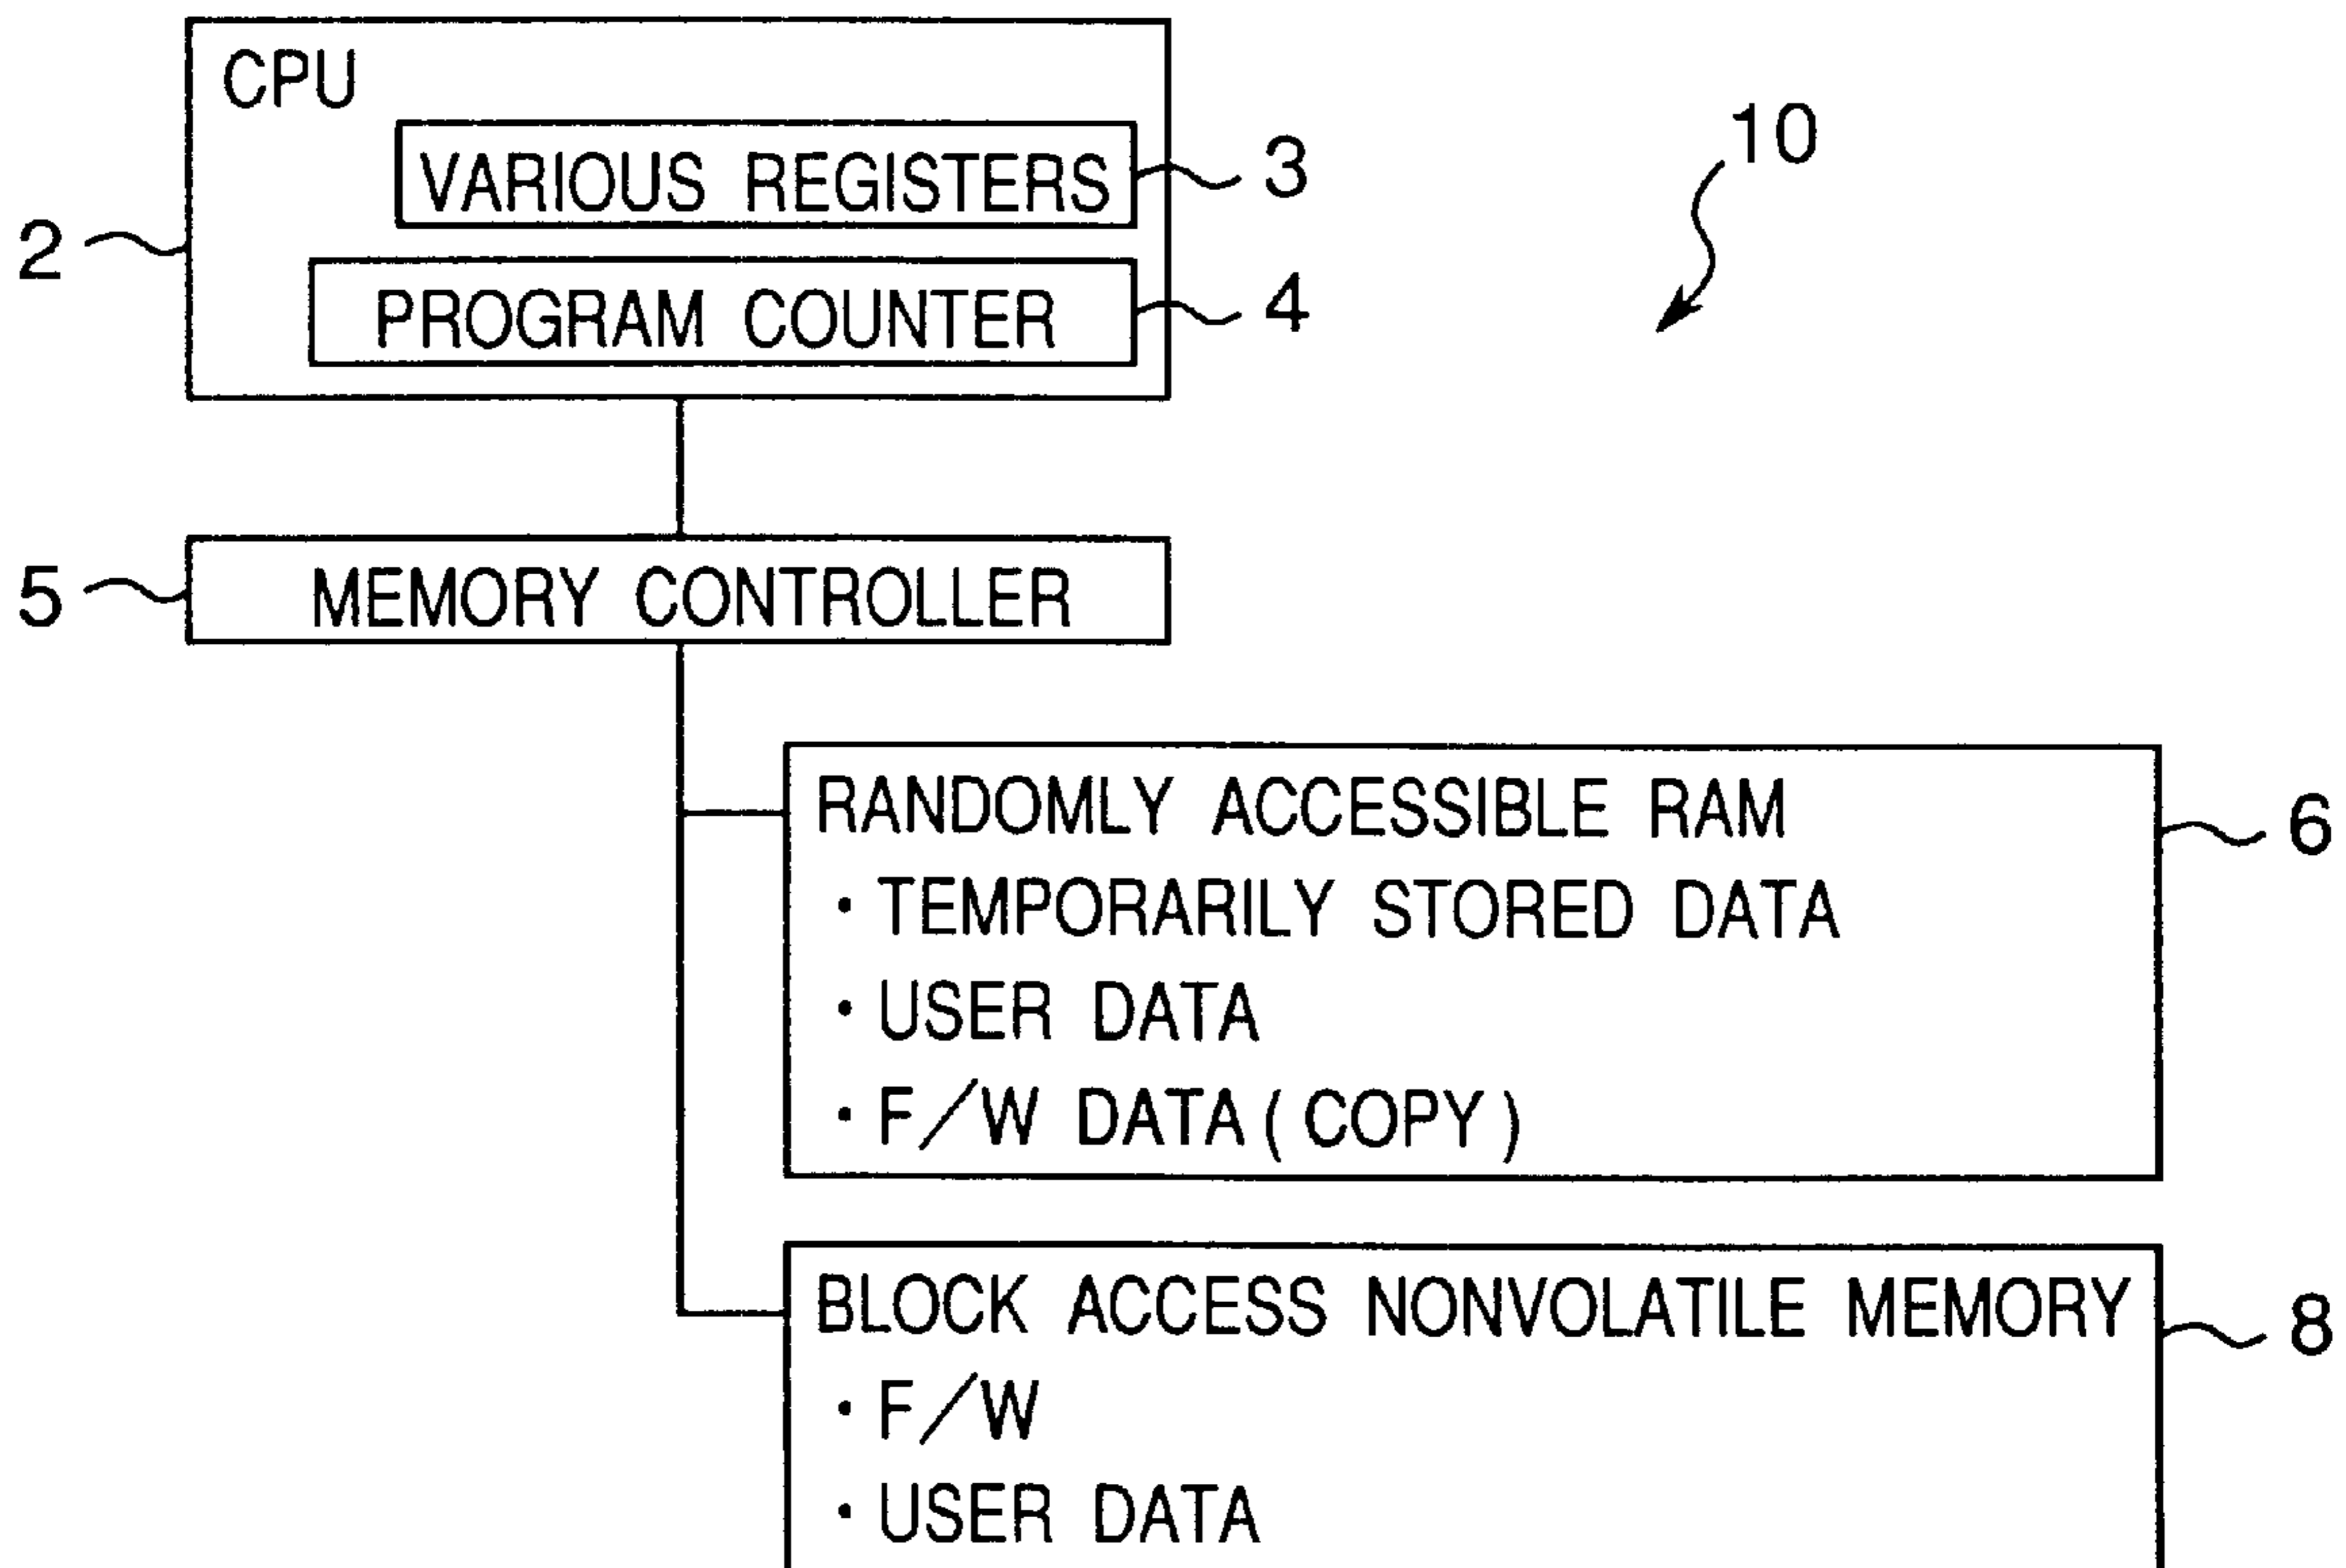 CPU
10
VARIOUS REGISTERS
3
2
PROGRAM COUNTER
4
5
MEMORY CONTROLLER
RANDOMLY ACCESSIBLE RAM
6
・TEMPORARILY STORED DATA
・USER DATA
・F/W DATA(COPY)
BLOCK ACCESS NONVOLATILE MEMORY
8
・F/W
・USER DATA